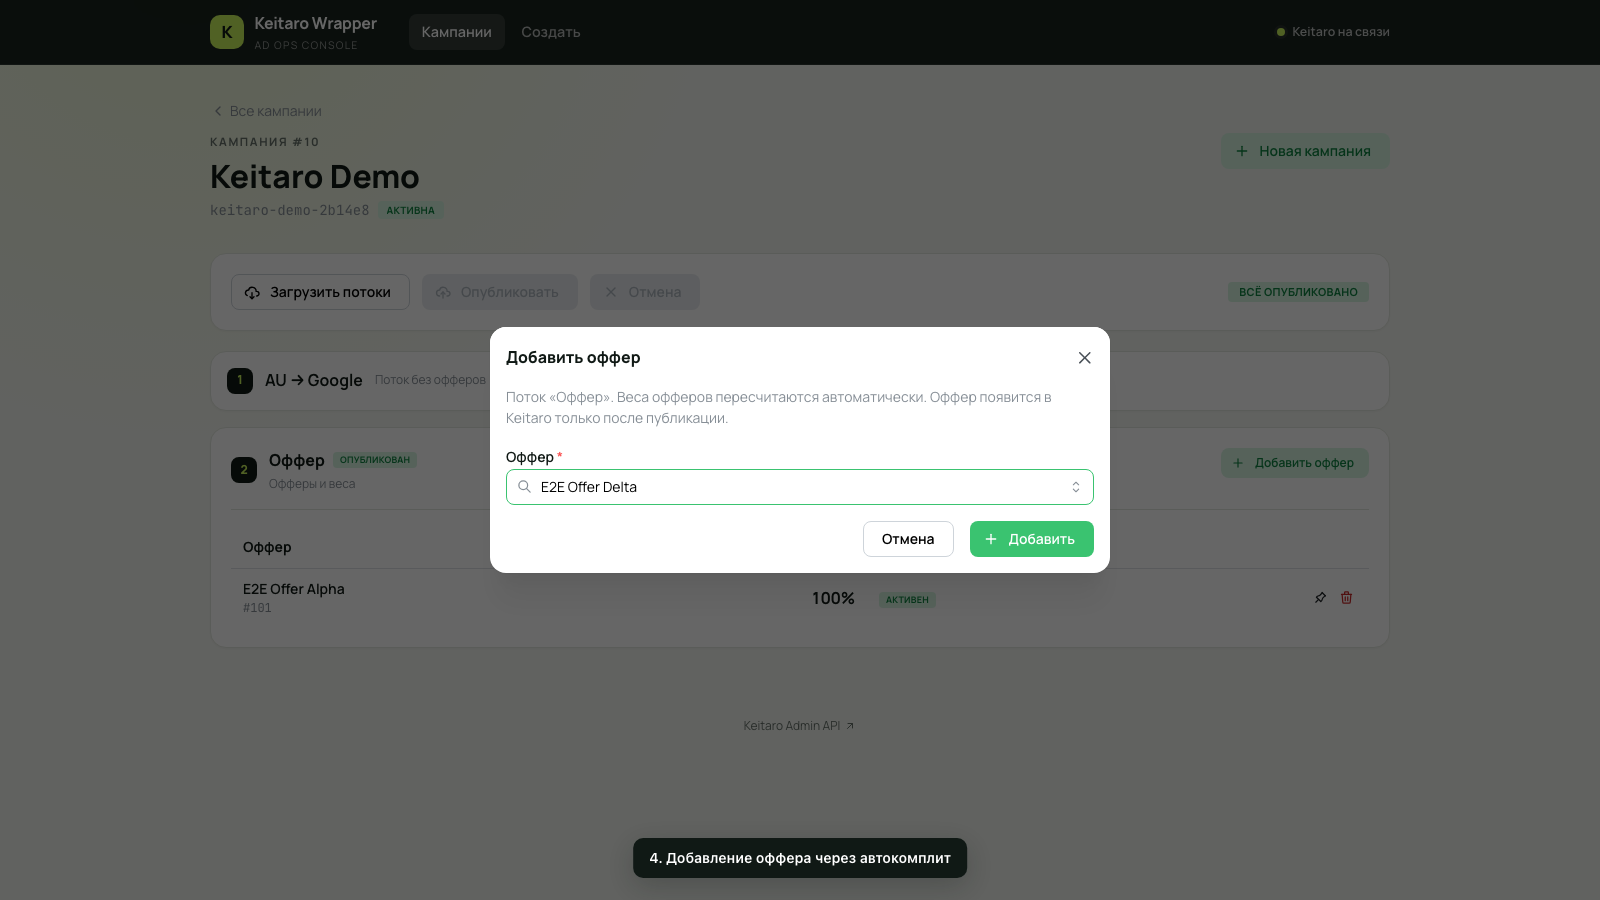 K
Keitaro Wrapper
AD OPS CONSOLE
Кампании
Создать
Keitaro на связи
Все кампании
КАМПАНИЯ #10
Keitaro Demo
keitaro-demo-2b14e8
АКТИВНА
Новая кампания
Загрузить потоки
Опубликовать
Отмена
ВСЁ ОПУБЛИКОВАНО
1
AU → Google
Поток без офферов
Добавить оффер
Поток «Оффер». Веса офферов пересчитаются автоматически. Оффер появится в
Keitaro только после публикации.
Оффер *
E2E Offer Delta
Отмена
Добавить
2
Оффер
ОПУБЛИКОВАН
Офферы и веса
Добавить оффер
Оффер
E2E Offer Alpha
#101
100%
АКТИВЕН
Keitaro Admin API
4. Добавление оффера через автокомплит